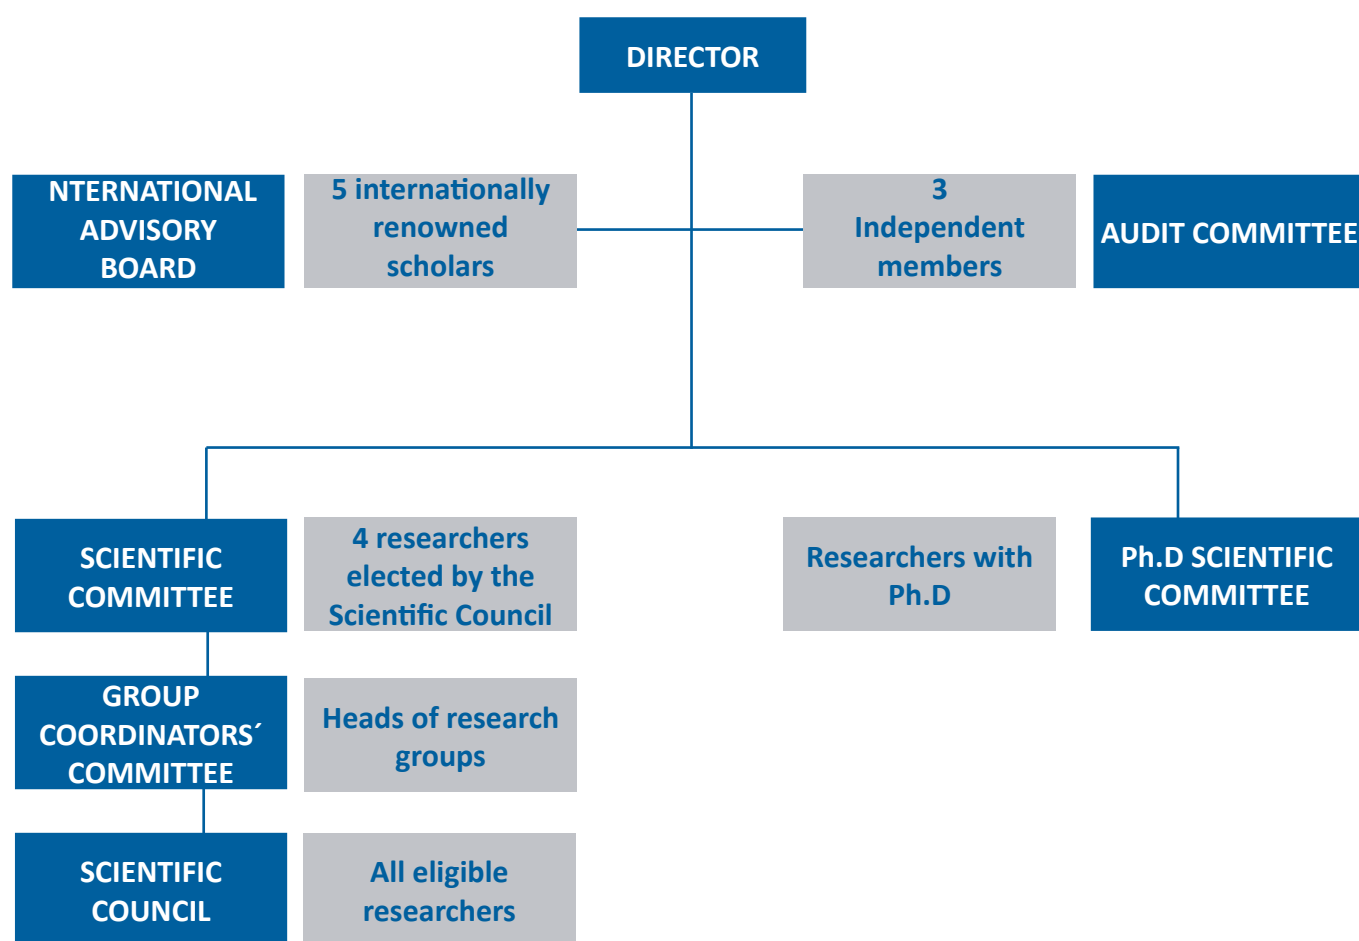 DIRECTOR
NTERNATIONAL
ADVISORY
BOARD
5 internationally
renowned
scholars
3
Independent
members
AUDIT COMMITTEE
SCIENTIFIC
COMMITTEE
4 researchers
elected by the
Scientific Council
Researchers with
Ph.D
Ph.D SCIENTIFIC
COMMITTEE
GROUP
COORDINATORS´
COMMITTEE
Heads of research
groups
SCIENTIFIC
COUNCIL
All eligible
researchers